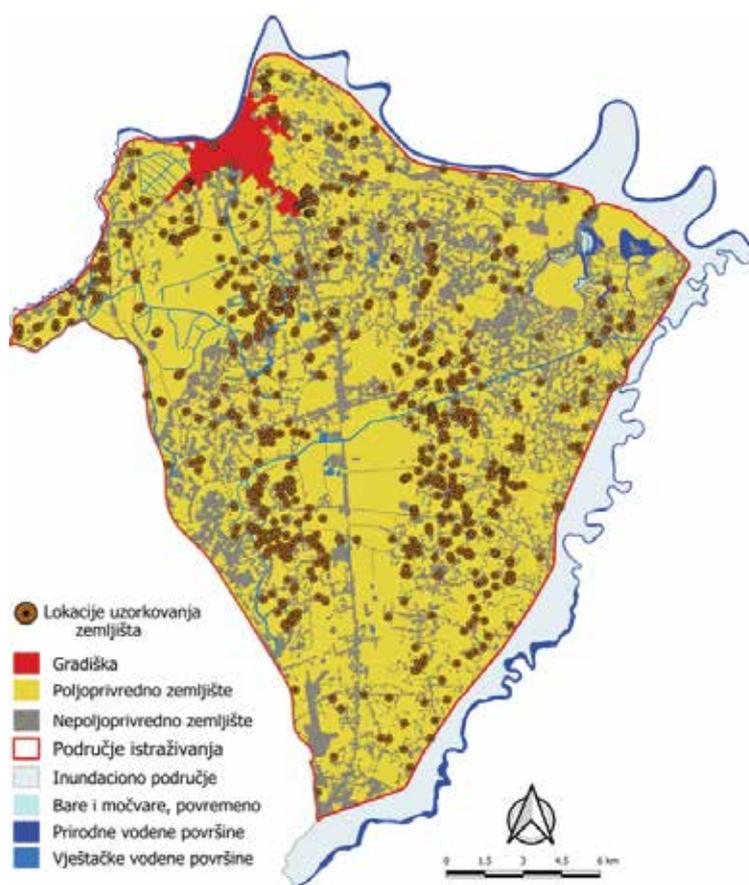 Lokacije uzorkovanja
zemljišta
Gradiška
Poljoprivredno zemljište
Nepoljoprivredno zemljište
Područje istraživanja
Inundaciono područje
Bare i močvare, povremeno
Prirodne vodene površine
Vještačke vodene površine
0 1.5 3 4.5 6 km